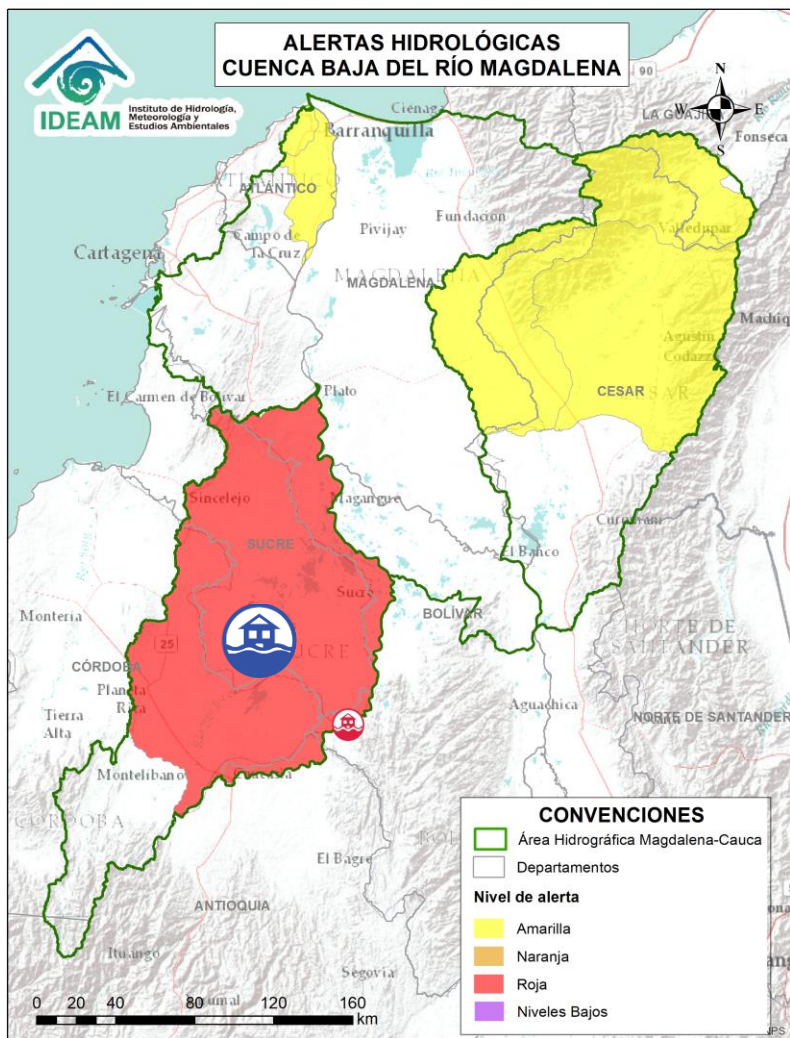 ALERTAS HIDROLÓGICAS
CUENCA BAJA DEL RÍO MAGDALENA
IDEAM
Instituto de Hidrología,
Meteorología y
Estudios Ambientales
N
W
E
S
90
LA GUAJIRA
Fonseca
Ciénaga
Barranquilla
ATLÁNTICO
Fundación
Pivijay
Valledupar
Campo de
la Cruz
Cartagena
MAGDALENA
MAGDALENA
Machiq
Agustín
Codazzi
CESAR
Plato
El Carmen de Bolívar
Sincelejo
Magangue
SUCRE
Curumaní
El Banco
Sucre
BOLÍVAR
Montería
25
SUCRE
NORTE DE
SANTANDER
CÓRDOBA
Planeta
Rica
Aguachica
Tierra
Alta
NORTE DE SANTANDER
Montelibano
CÓRDOBA
El Bagre
ANTIOQUIA
Ituango
Segovia
CONVENCIONES
Área Hidrográfica Magdalena-Cauca
Departamentos
Nivel de alerta
Amarilla
Naranja
Roja
Niveles Bajos
0 20 40 80 120 160
km